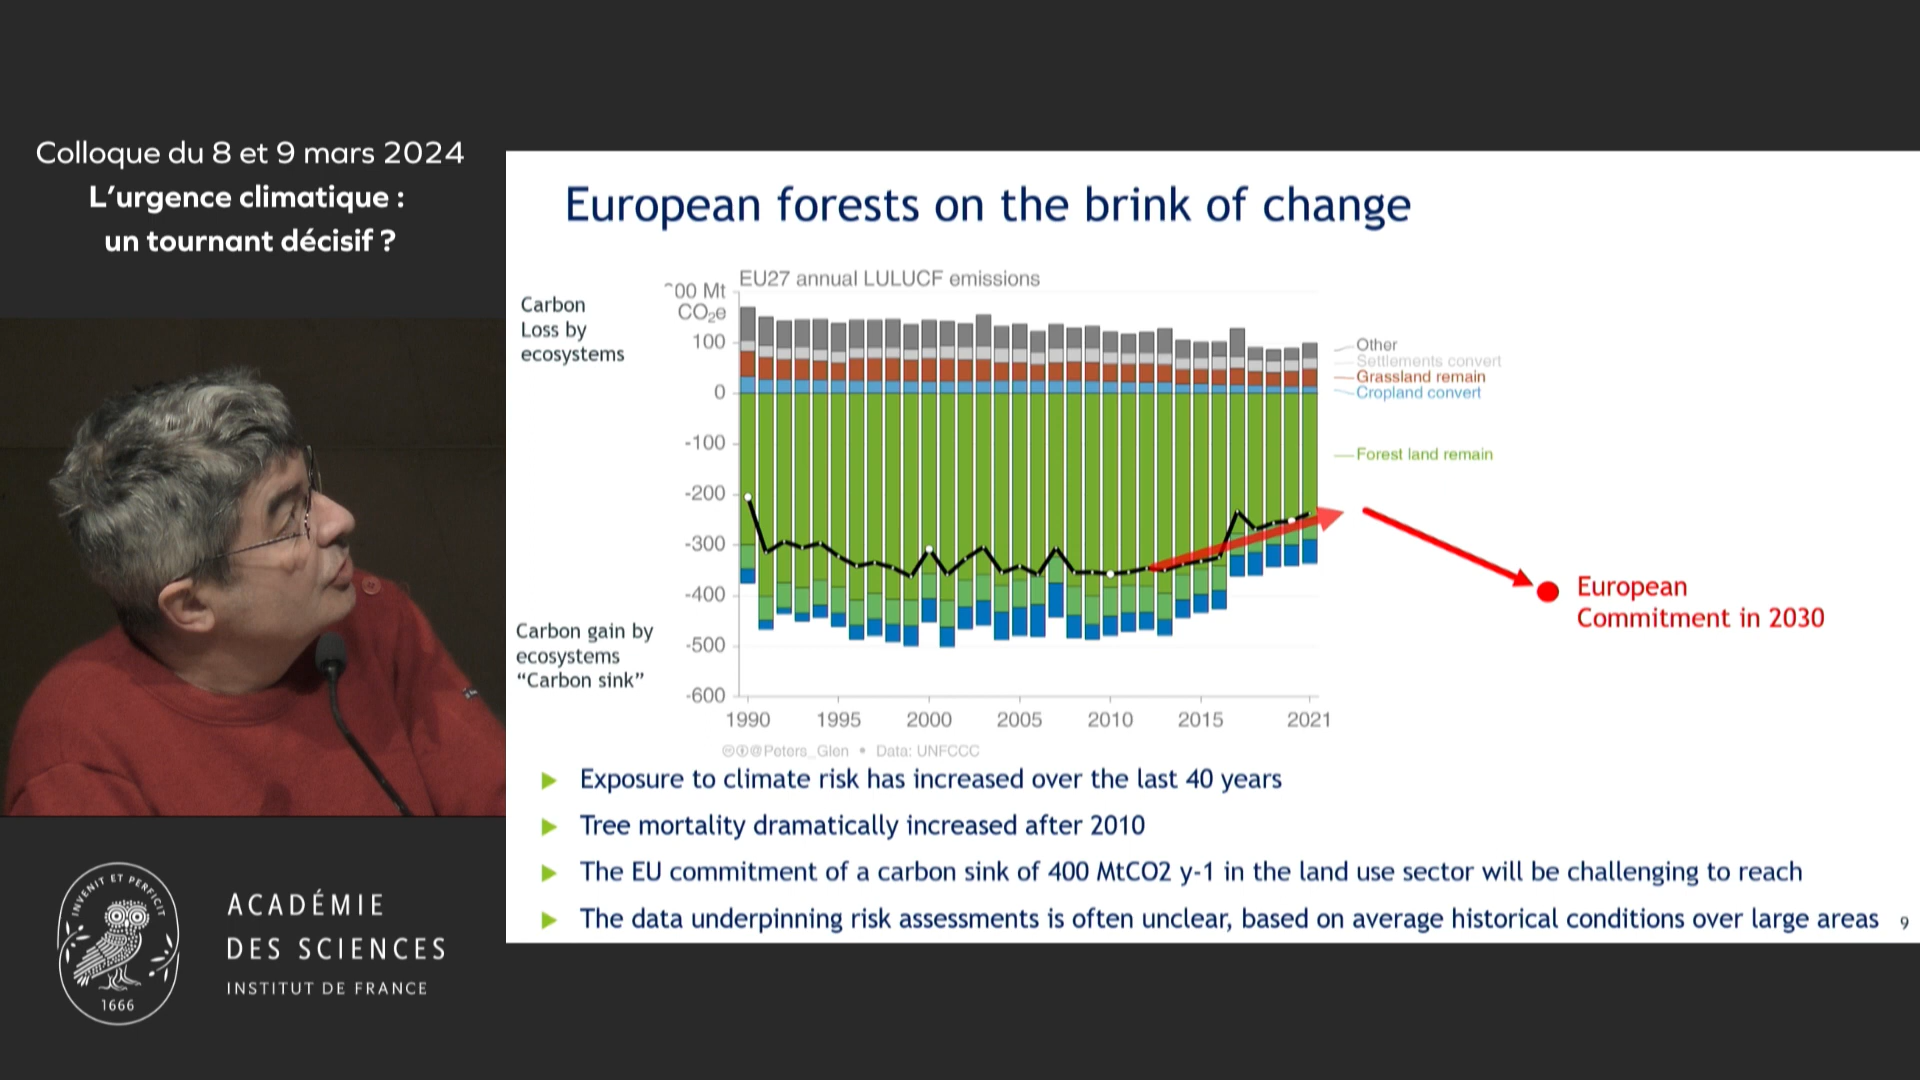 Colloque du 8 et 9 mars 2024
L'urgence climatique :
un tournant décisif ?
European forests on the brink of change
EU27 annual LULUCF emissions
00 Mt
CO₂e
Carbon
Loss by
ecosystems
100
0
-100
-200
-300
-400
-500
-600
Carbon gain by
ecosystems
“Carbon sink”
1990
1995
2000
2005
2010
2015
2021
Other
Settlements convert
Grassland remain
Cropland convert
Forest land remain
European
Commitment in 2030
@Peters_Glen • Data: UNFCCC
Exposure to climate risk has increased over the last 40 years
Tree mortality dramatically increased after 2010
The EU commitment of a carbon sink of 400 MtCO2 y-1 in the land use sector will be challenging to reach
The data underpinning risk assessments is often unclear, based on average historical conditions over large areas
9
INVENIT ET PERFICIT
1666
ACADÉMIE
DES SCIENCES
INSTITUT DE FRANCE